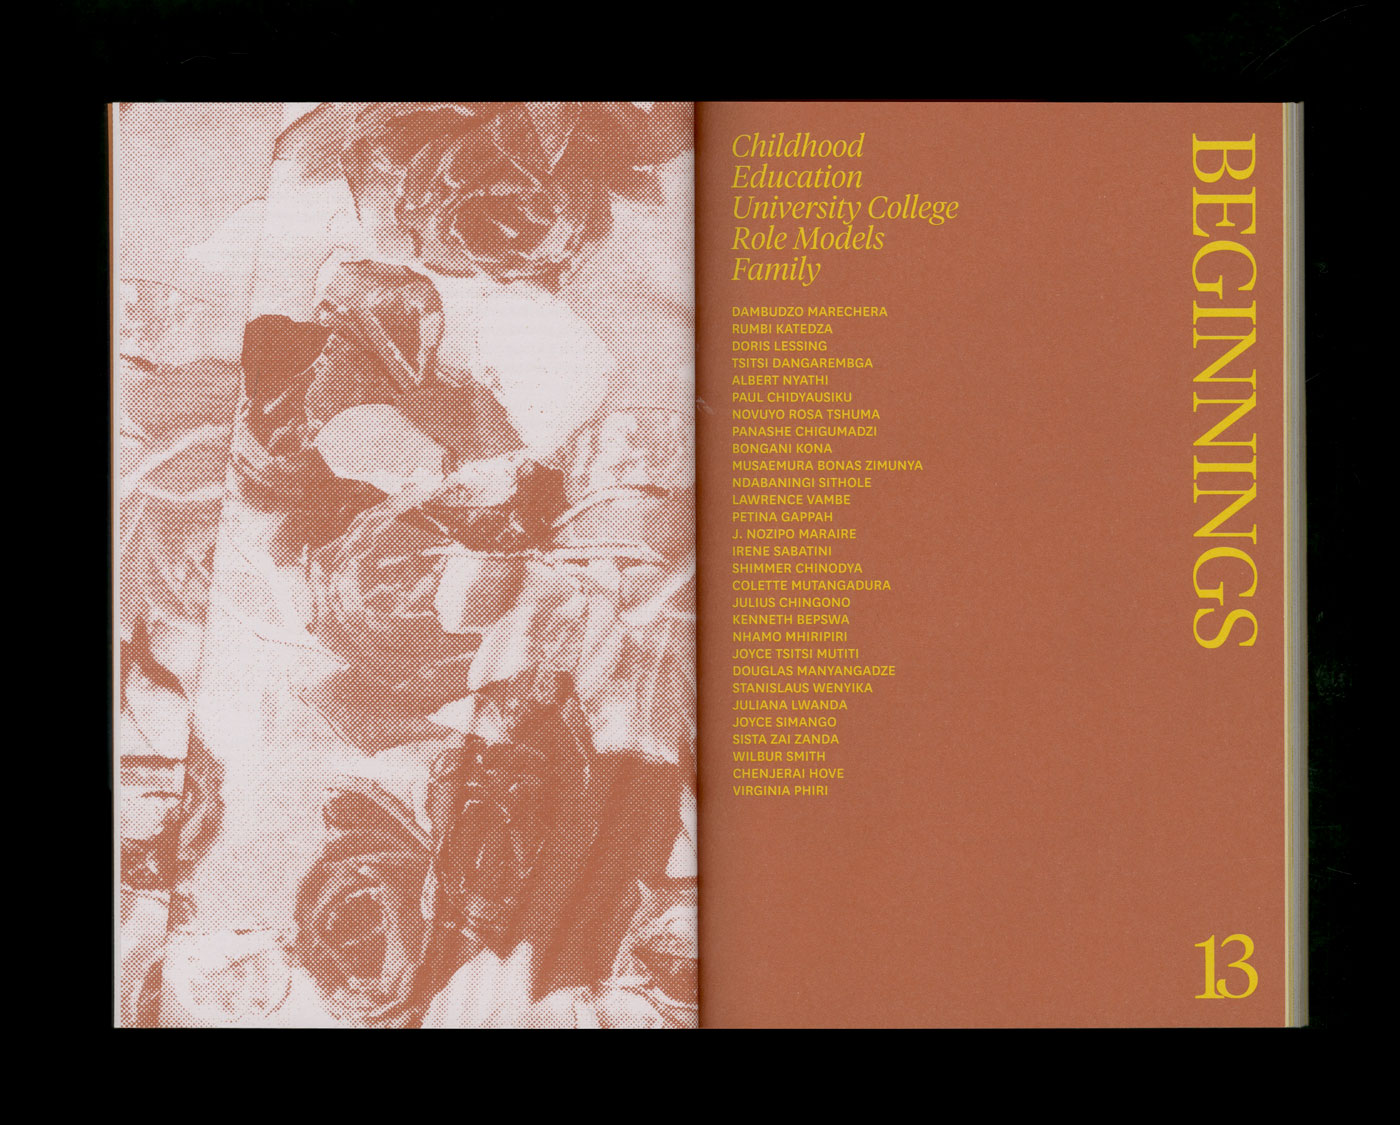 Childhood
Education
University College
Role Models
Family
DAMBUDZO MARECHERA
RUMBI KATEDZA
DORIS LESSING
TSITSI DANGAREMBGA
ALBERT NYATHI
PAUL CHIDYAUSIKU
NOVUYO ROSA TSHUMA
PANASHE CHIGUMADZI
BONGANI KONA
MUSAEMURA BONAS ZIMUNYA
NDABANINGI SITHOLE
LAWRENCE VAMBE
PETINA GAPPAH
J. NOZIPO MARAIRE
IRENE SABATINI
SHIMMER CHINODYA
COLETTE MUTANGADURA
JULIUS CHINGONO
KENNETH BEPSWA
NHAMO MHIRIPIRI
JOYCE TSITSI MUTITI
DOUGLAS MANYANGADZE
STANISLAUS WENYIKA
JULIANA LWANDA
JOYCE SIMANGO
SISTA ZAI ZANDA
WILBUR SMITH
CHENJERAI HOVE
VIRGINIA PHIRI
BEGINNINGS
13